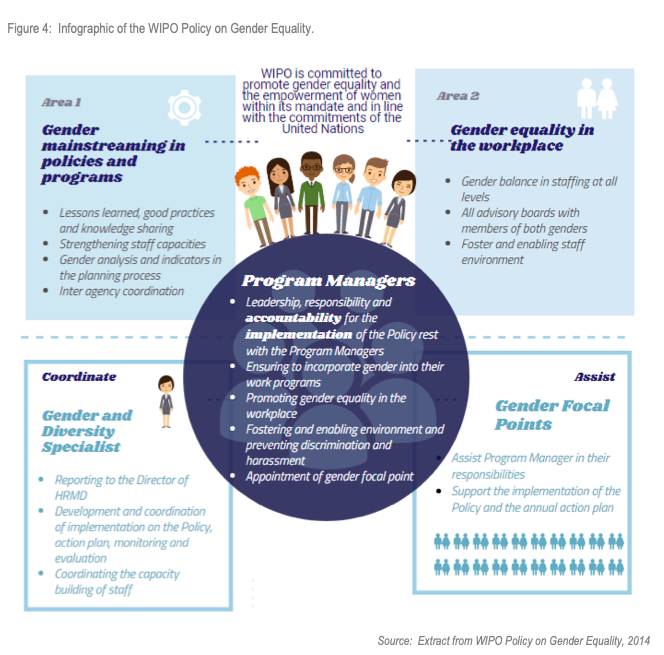 Figure 4:  Infographic of the WIPO Policy on Gender Equality.
WIPO is committed to
promote gender equality and
the empowerment of women
within its mandate and in line
with the commitments of the
United Nations
Area 1
Gender
mainstreaming in
policies and
programs
• Lessons learned, good practices
and knowledge sharing
• Strengthening staff capacities
• Gender analysis and indicators in
the planning process
• Inter agency coordination
Area 2
Gender equality in
the workplace
• Gender balance in staffing at all
levels
• All advisory boards with
members of both genders
• Foster and enabling staff
environment
Program Managers
• Leadership, responsibility and
accountability for the
implementation of the Policy rest
with the Program Managers
• Ensuring to incorporate gender into their
work programs
• Promoting gender equality in the
workplace
• Fostering and enabling environment and
preventing discrimination and
harassment
• Appointment of gender focal point
Coordinate
Gender and
Diversity
Specialist
• Reporting to the Director of
HRMD
• Development and coordination
of implementation on the Policy,
action plan, monitoring and
evaluation
• Coordinating the capacity
building of staff
Assist
Gender Focal
Points
• Assist Program Manager in their
responsibilities
• Support the implementation of the
Policy and the annual action plan
Source:  Extract from WIPO Policy on Gender Equality, 2014